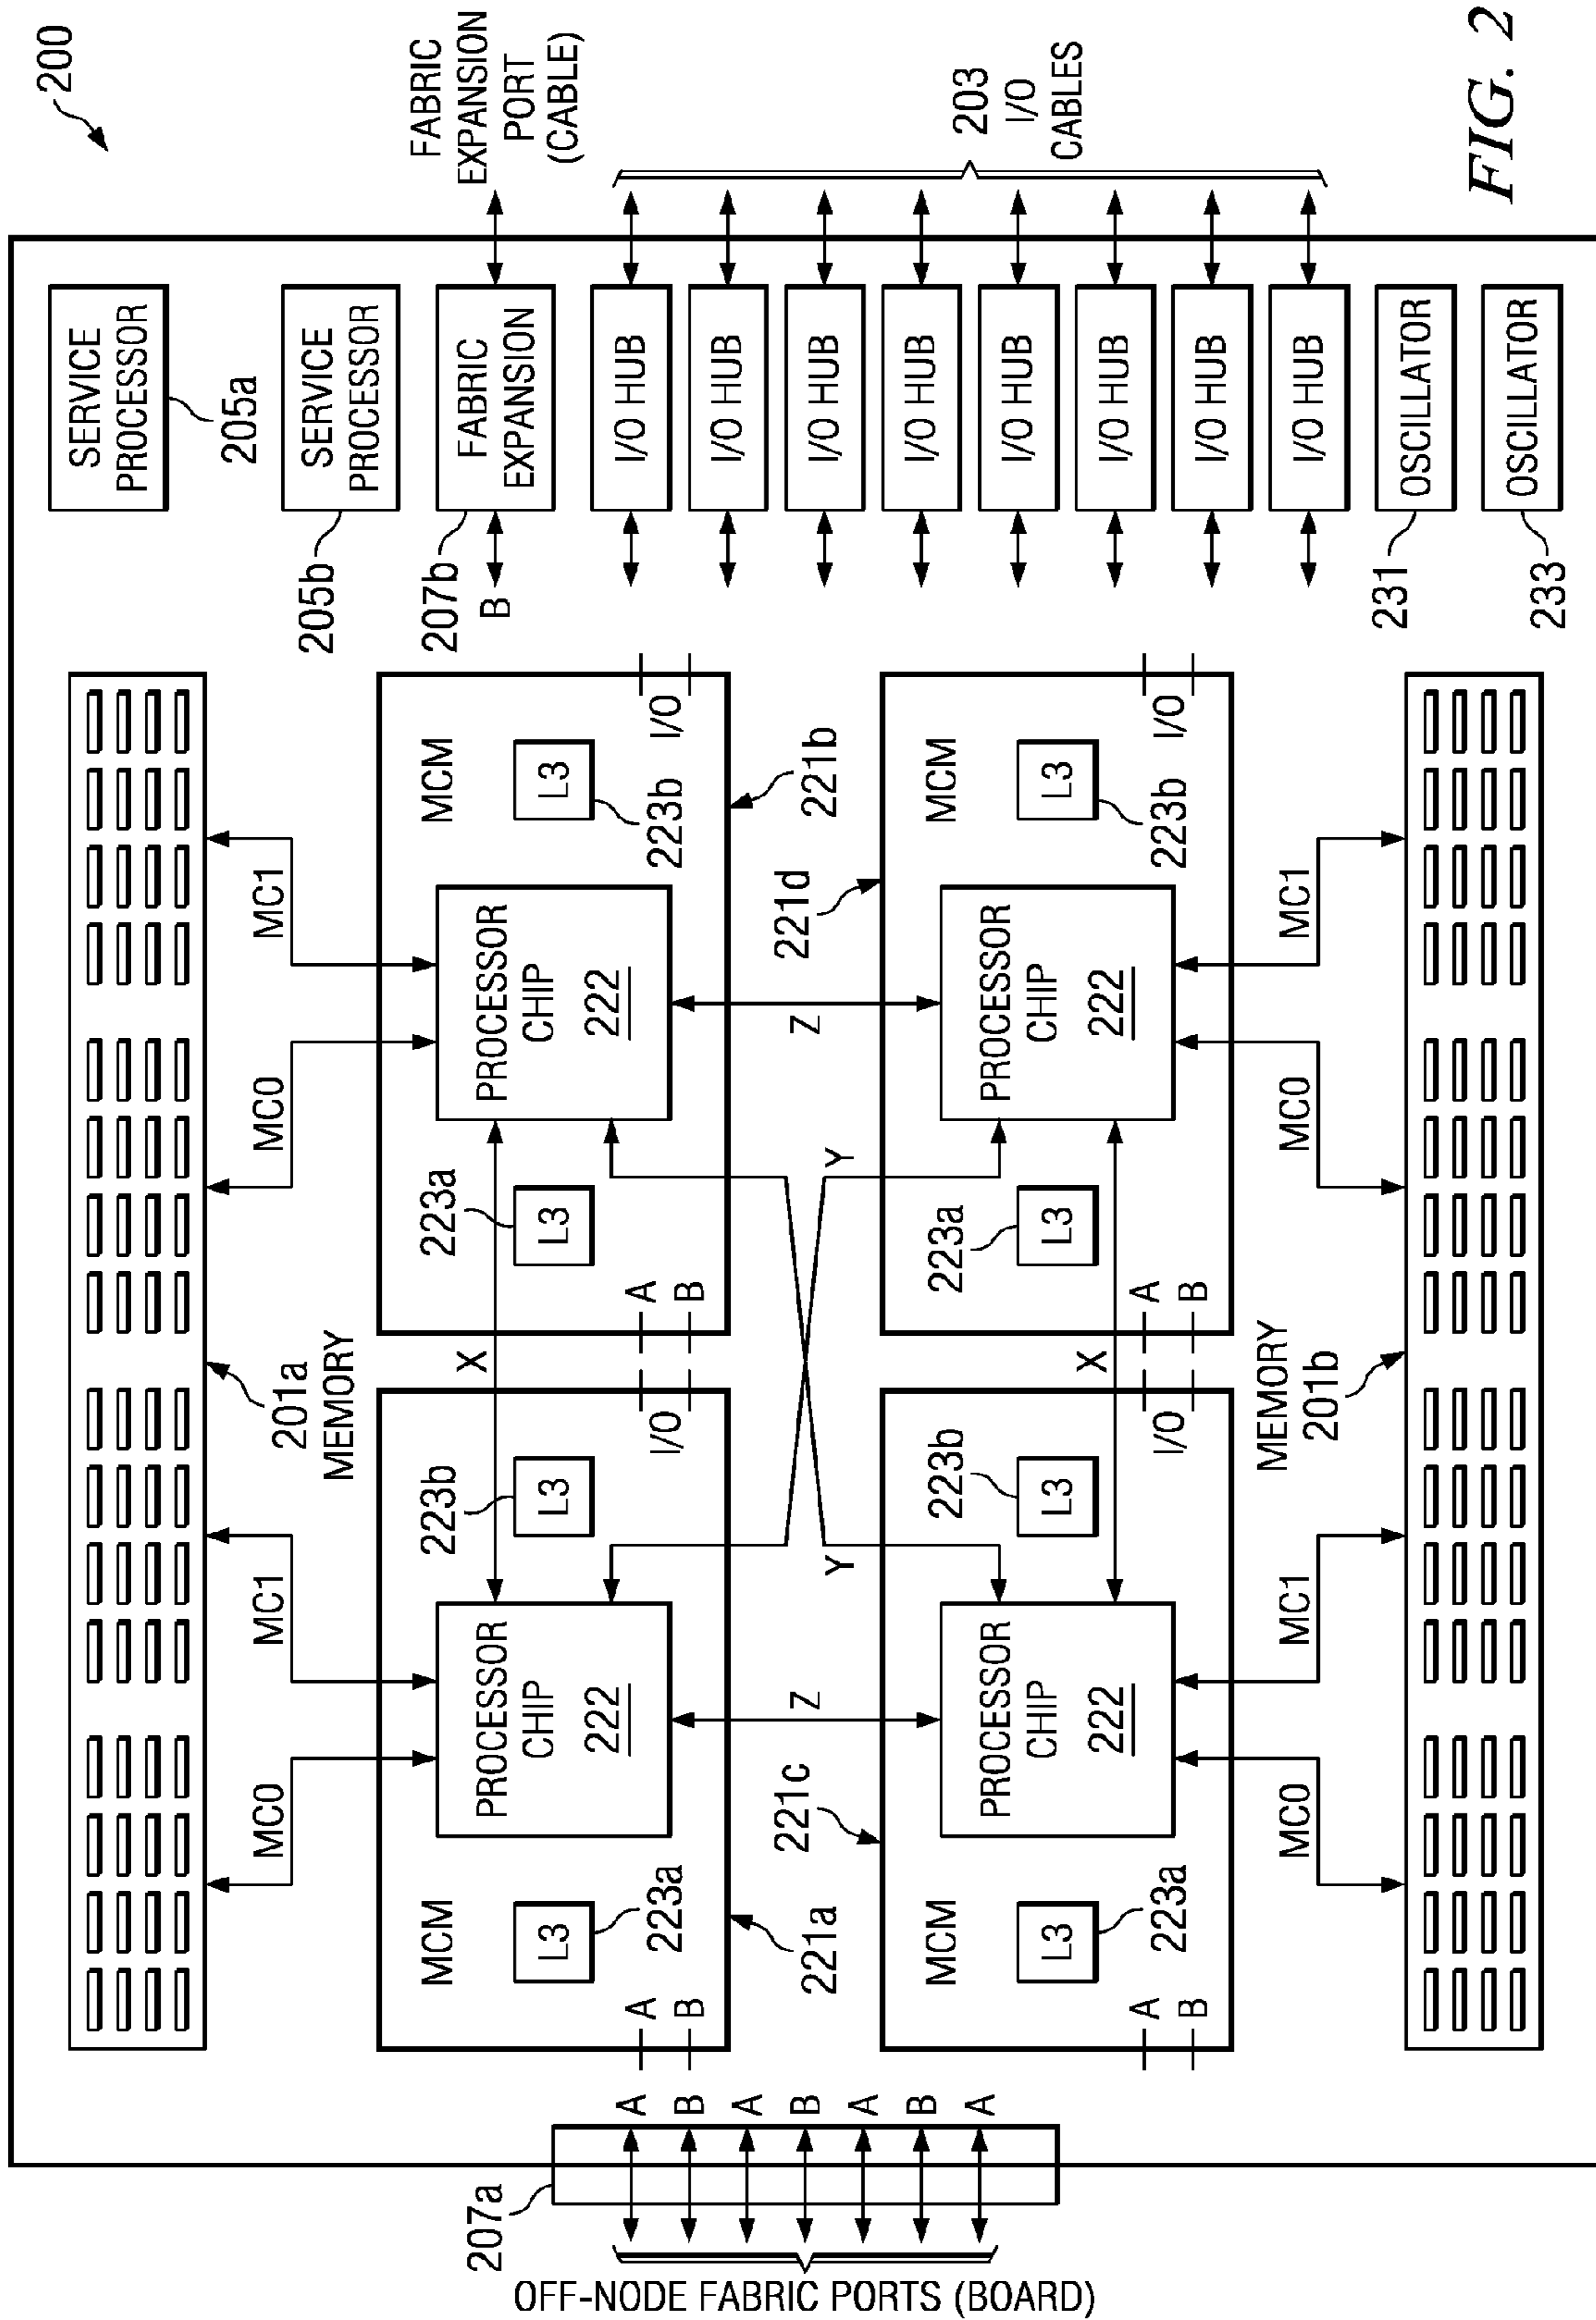 200
SERVICE
PROCESSOR
205a
SERVICE
PROCESSOR
205b
FABRIC
EXPANSION
207b
B
FABRIC
EXPANSION
PORT
(CABLE)
I/O HUB
I/O HUB
I/O HUB
I/O HUB
I/O HUB
I/O HUB
I/O HUB
I/O HUB
203
I/O
CABLES
OSCILLATOR
231
OSCILLATOR
233
201a
MEMORY
MC0
MC1
MC0
MC1
MCM
L3
223a
PROCESSOR
CHIP
222
L3
223b
A
B
I/O
221a
X
MCM
L3
223a
PROCESSOR
CHIP
222
L3
223b
A
B
I/O
221b
Z
Y
Y
Z
221c
MCM
L3
223a
PROCESSOR
CHIP
222
L3
223b
A
B
I/O
X
221d
MCM
L3
223a
PROCESSOR
CHIP
222
L3
223b
A
B
I/O
MC0
MC1
MC0
MC1
MEMORY
201b
207a
A
B
A
B
A
B
A
OFF-NODE FABRIC PORTS (BOARD)
FIG. 2